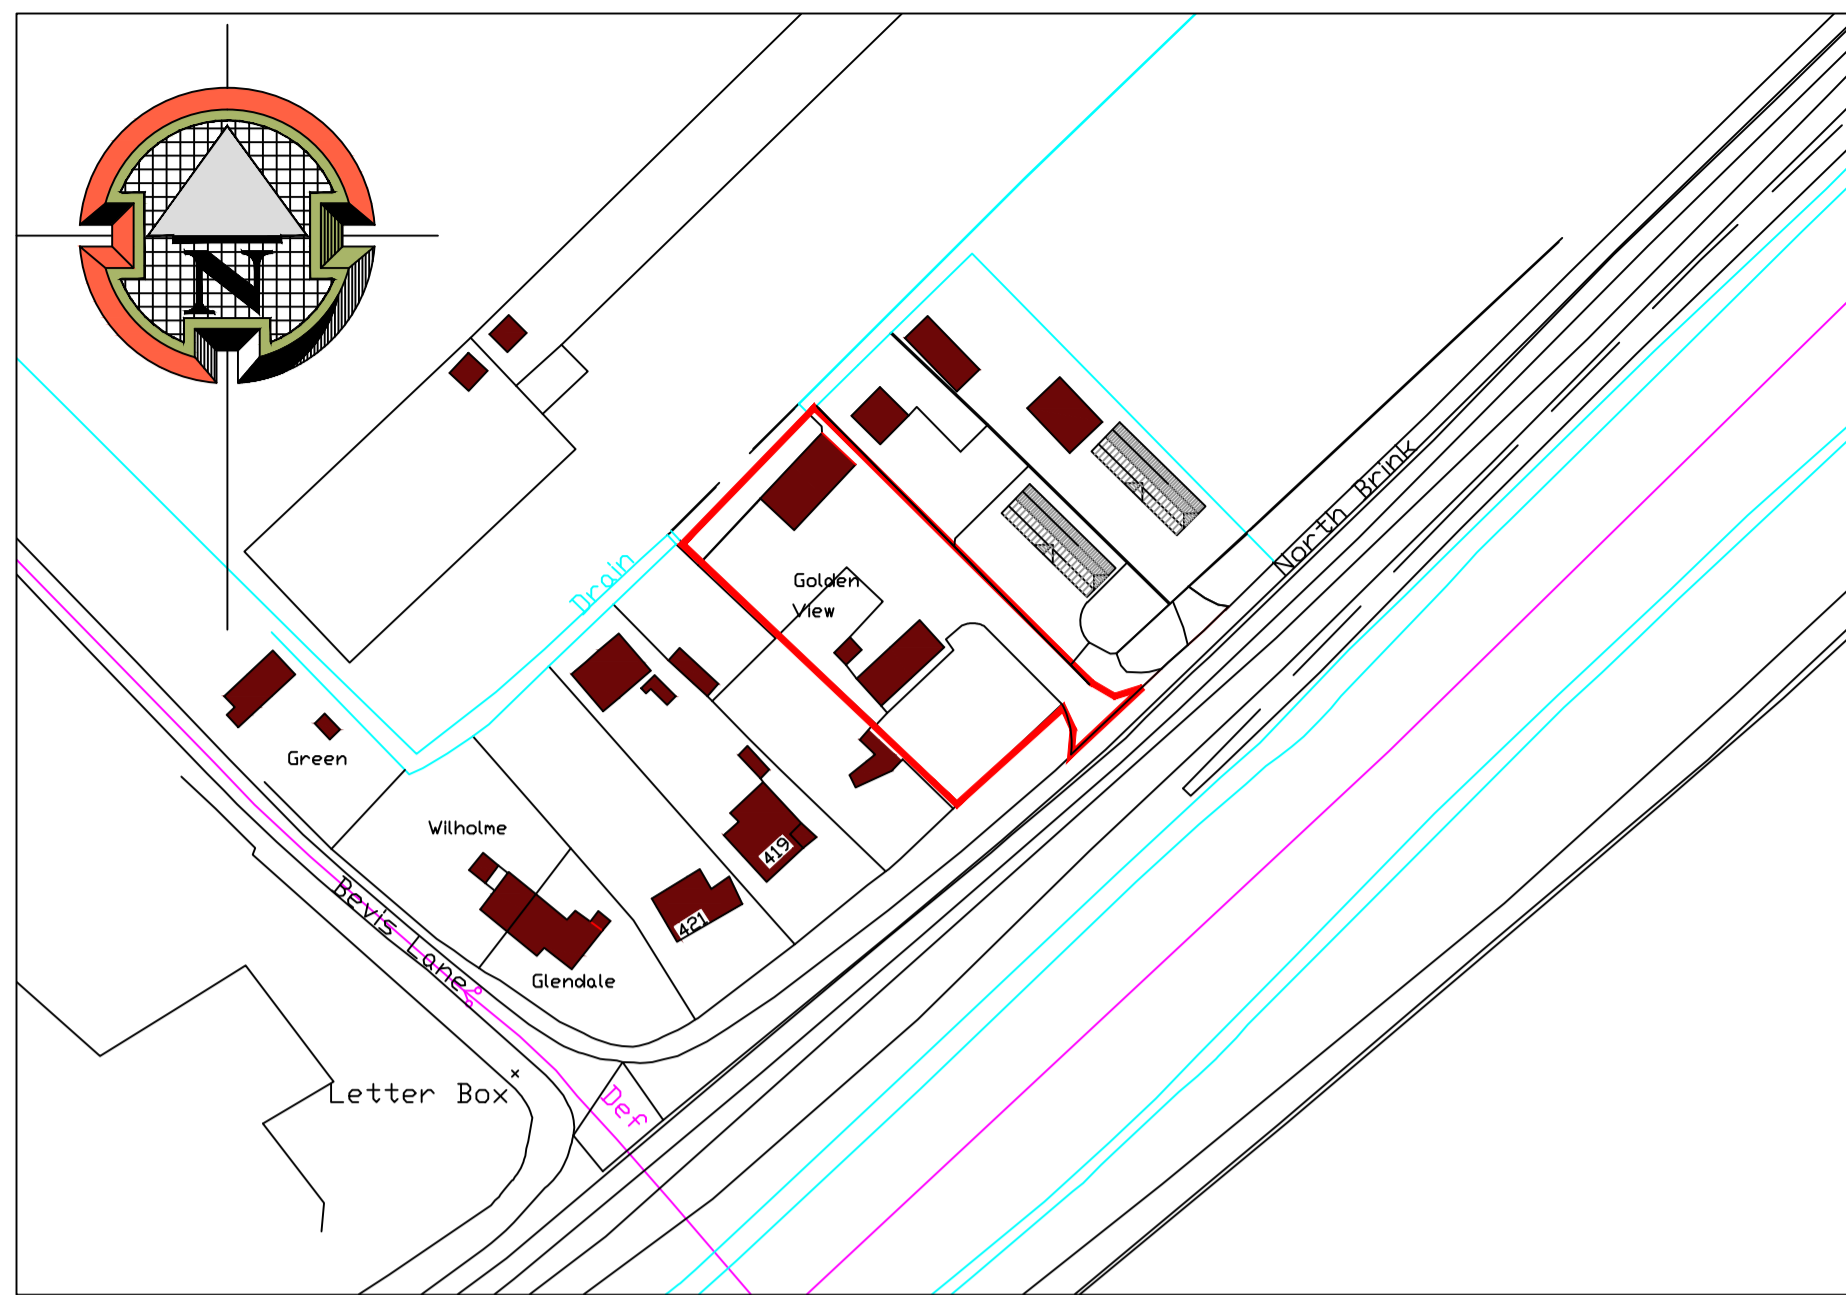 N
North Brink
Drain
Golden
View
Green
Wilholme
419
Bevis Lane
421
Glendale
Letter Box
Def